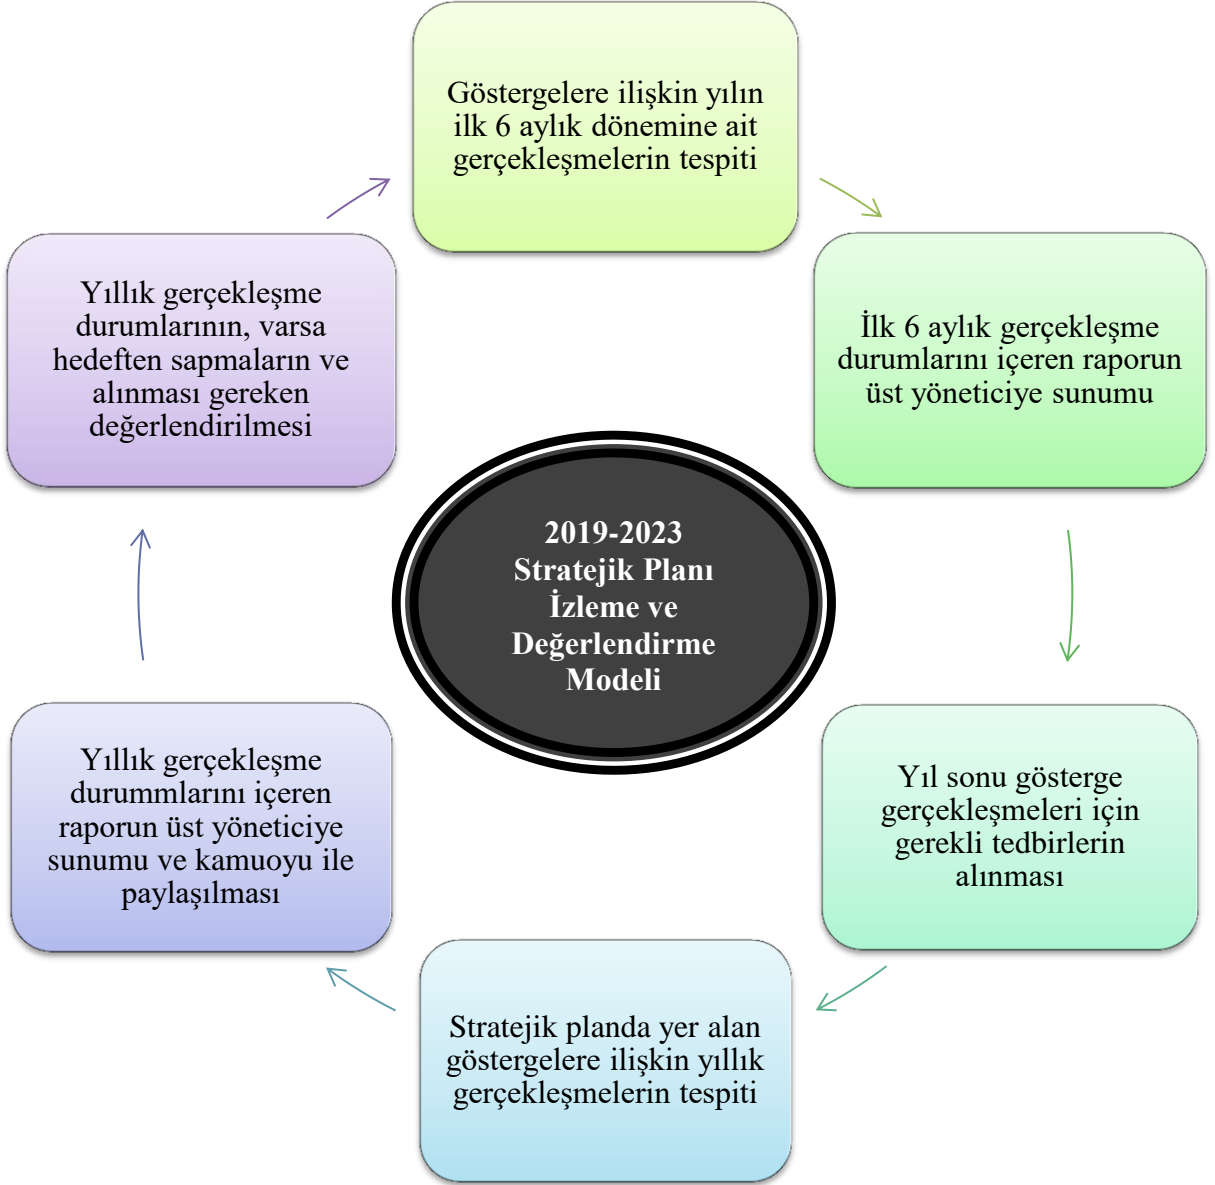 Göstergelere ilişkin yılın
ilk 6 aylık dönemine ait
gerçekleşmelerin tespiti
İlk 6 aylık gerçekleşme
durumlarını içeren raporun
üst yöneticiye sunumu
Yıl sonu gösterge
gerçekleşmeleri için
gerekli tedbirlerin
alınması
Stratejik planda yer alan
göstergelere ilişkin yıllık
gerçekleşmelerin tespiti
Yıllık gerçekleşme
durummlarını içeren
raporun üst yöneticiye
sunumu ve kamuoyu ile
paylaşılması
Yıllık gerçekleşme
durumlarının, varsa
hedeften sapmaların ve
alınması gereken
değerlendirilmesi
2019-2023
Stratejik Planı
İzleme ve
Değerlendirme
Modeli